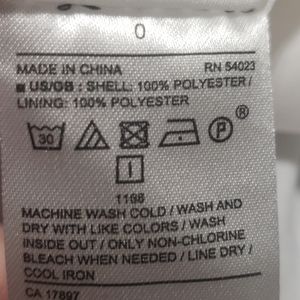 0
MADE IN CHINA RN 54023
US/GB : SHELL: 100% POLYESTER /
LINING: 100% POLYESTER
30 P ®
I
1168
MACHINE WASH COLD / WASH AND
DRY WITH LIKE COLORS / WASH
INSIDE OUT / ONLY NON-CHLORINE
BLEACH WHEN NEEDED / LINE DRY /
COOL IRON
CA 17897